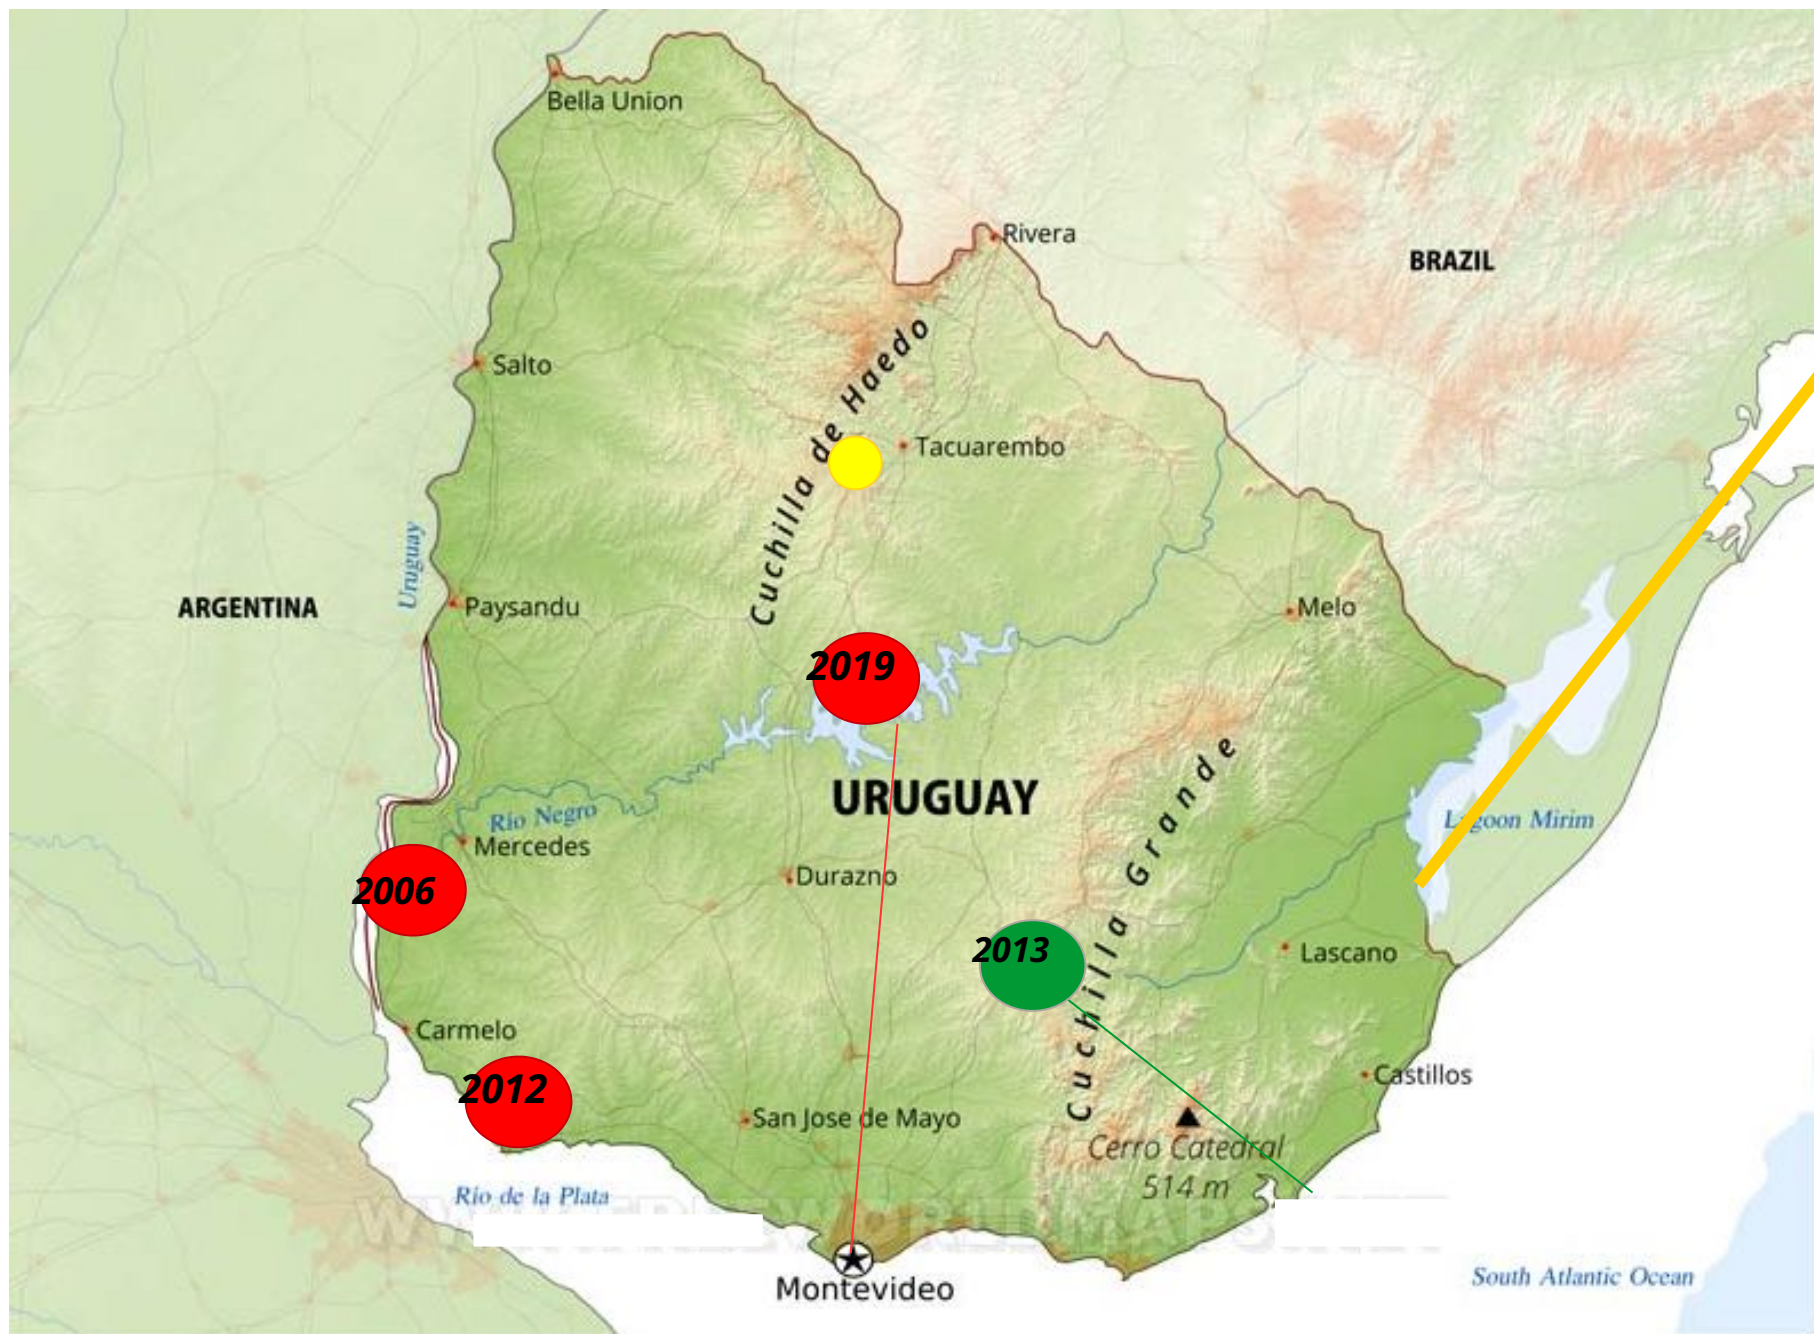 Bella Union
Rivera
BRAZIL
Salto
Cuchilla de Haedo
Tacuarembo
Uruguay
ARGENTINA
Paysandu
Melo
2019
URUGUAY
Río Negro
Mercedes
Lagoon Mirim
Cuchilla Grande
Durazno
2006
2013
Lascano
Carmelo
2012
San Jose de Mayo
Castillos
Cerro Catedral
514 m
Río de la Plata
Montevideo
South Atlantic Ocean